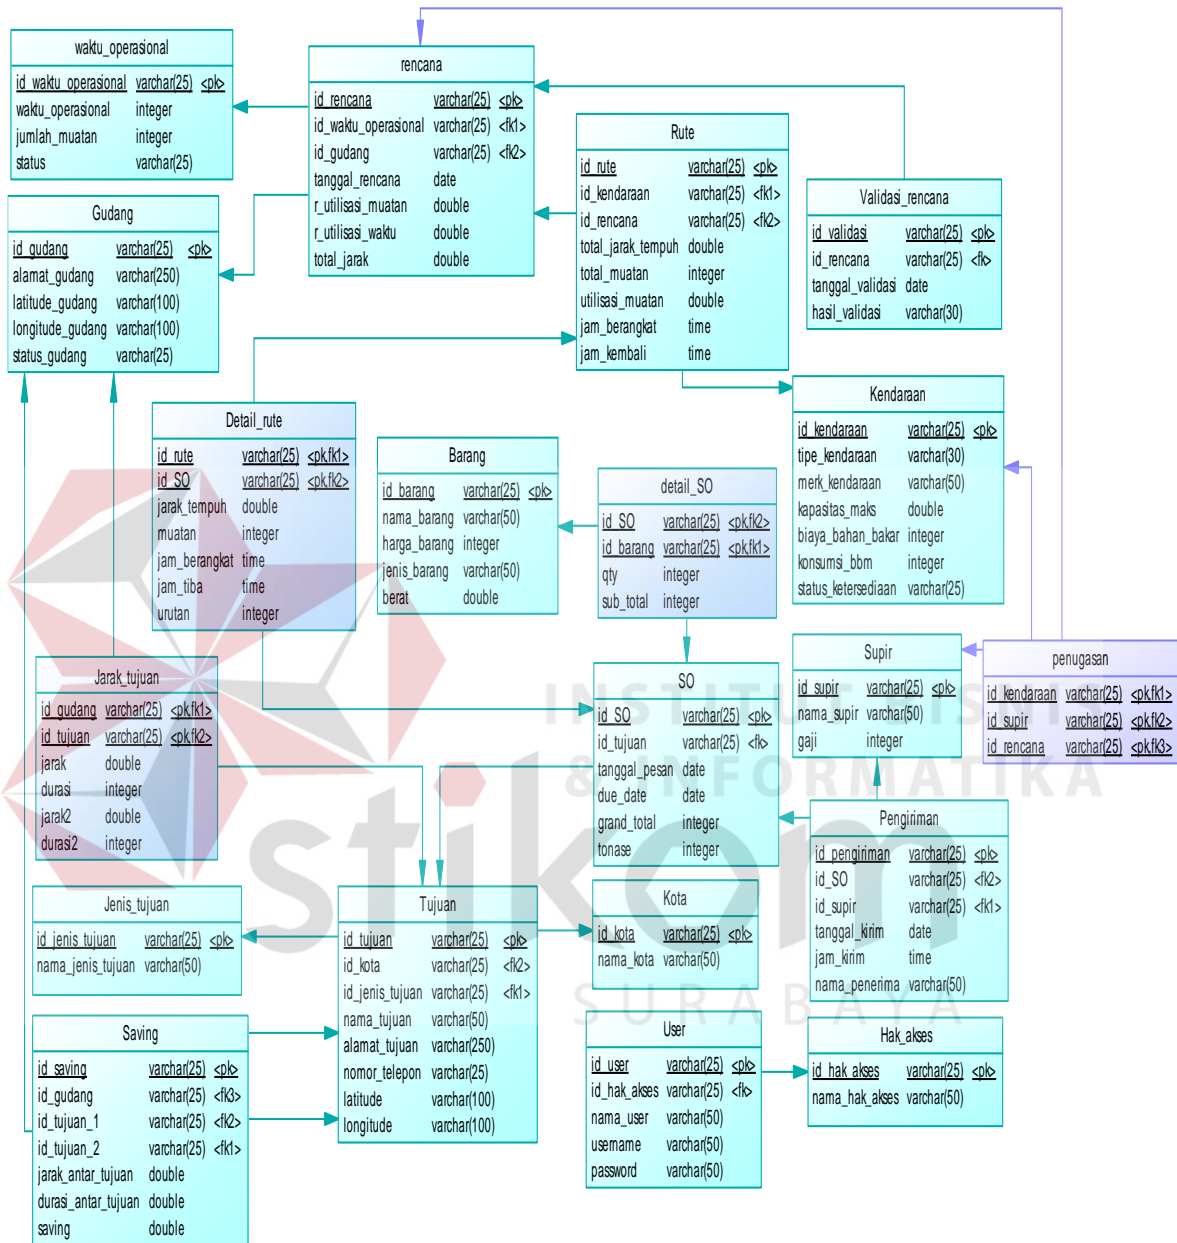 waktu_operasional
id_waktu_operasional varchar(25) <pk>
waktu_operasional integer
jumlah_muatan integer
status varchar(25)
rencana
id_rencana varchar(25) <pk>
id_waktu_operasional varchar(25) <fk1>
id_gudang varchar(25) <fk2>
tanggal_rencana date
r_utilisasi_muatan double
r_utilisasi_waktu double
total_jarak double
Rute
id_rute varchar(25) <pk>
id_kendaraan varchar(25) <fk1>
id_rencana varchar(25) <fk2>
total_jarak_tempuh double
total_muatan integer
utilisasi_muatan double
jam_berangkat time
jam_kembali time
Validasi_rencana
id_validasi varchar(25) <pk>
id_rencana varchar(25) <fk>
tanggal_validasi date
hasil_validasi varchar(30)
Gudang
id_gudang varchar(25) <pk>
alamat_gudang varchar(250)
latitude_gudang varchar(100)
longitude_gudang varchar(100)
status_gudang varchar(25)
Detail_rute
id_rute varchar(25) <pk,fk1>
id_SO varchar(25) <pk,fk2>
jarak_tempuh double
muatan integer
jam_berangkat time
jam_tiba time
urutan integer
Barang
id_barang varchar(25) <pk>
nama_barang varchar(50)
harga_barang integer
jenis_barang varchar(50)
berat double
detail_SO
id_SO varchar(25) <pk,fk2>
id_barang varchar(25) <pk,fk1>
qty integer
sub_total integer
Kendaraan
id_kendaraan varchar(25) <pk>
tipe_kendaraan varchar(30)
merk_kendaraan varchar(50)
kapasitas_maks double
biaya_bahan_bakar integer
konsumsi_bbm integer
status_ketersediaan varchar(25)
Jarak_tujuan
id_gudang varchar(25) <pk,fk1>
id_tujuan varchar(25) <pk,fk2>
jarak double
durasi integer
jarak2 double
durasi2 integer
SO
id_SO varchar(25) <pk>
id_tujuan varchar(25) <fk>
tanggal_pesan date
due_date date
grand_total integer
tonase integer
Supir
id_supir varchar(25) <pk>
nama_supir varchar(50)
gaji integer
penugasan
id_kendaraan varchar(25) <pk,fk1>
id_supir varchar(25) <pk,fk2>
id_rencana varchar(25) <pk,fk3>
Pengiriman
id_pengiriman varchar(25) <pk>
id_SO varchar(25) <fk2>
id_supir varchar(25) <fk1>
tanggal_kirim date
jam_kirim time
nama_penerima varchar(50)
Jenis_tujuan
id_jenis_tujuan varchar(25) <pk>
nama_jenis_tujuan varchar(50)
Tujuan
id_tujuan varchar(25) <pk>
id_kota varchar(25) <fk2>
id_jenis_tujuan varchar(25) <fk1>
nama_tujuan varchar(50)
alamat_tujuan varchar(250)
nomor_telepon varchar(25)
latitude varchar(100)
longitude varchar(100)
Kota
id_kota varchar(25) <pk>
nama_kota varchar(50)
Saving
id_saving varchar(25) <pk>
id_gudang varchar(25) <fk3>
id_tujuan_1 varchar(25) <fk2>
id_tujuan_2 varchar(25) <fk1>
jarak_antar_tujuan double
durasi_antar_tujuan double
saving double
User
id_user varchar(25) <pk>
id_hak_akses varchar(25) <fk>
nama_user varchar(50)
username varchar(50)
password varchar(50)
Hak_akses
id_hak_akses varchar(25) <pk>
nama_hak_akses varchar(50)
INSTITUT BISNIS
& INFORMATIKA
stikom
SURABAYA